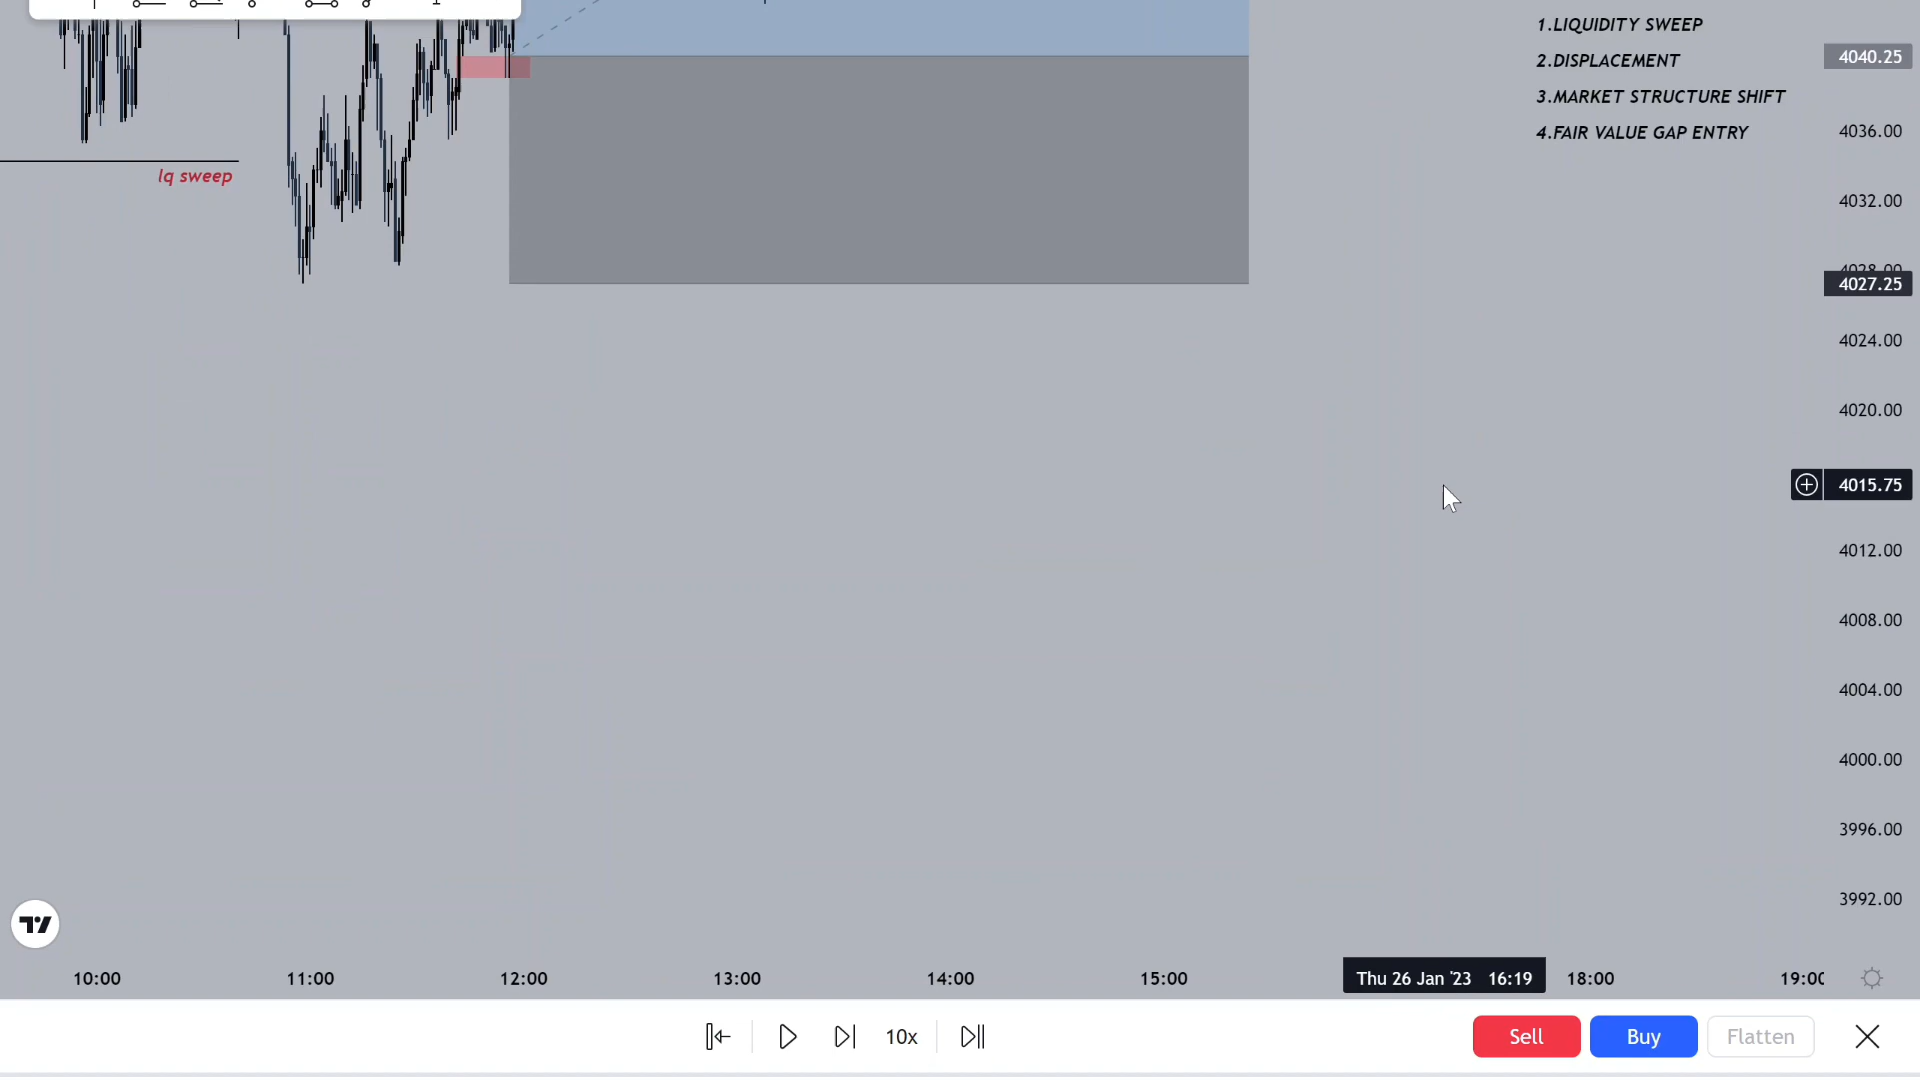 1.LIQUIDITY SWEEP
2.DISPLACEMENT
3.MARKET STRUCTURE SHIFT
4.FAIR VALUE GAP ENTRY
lq sweep
4040.25
4036.00
4032.00
4028.00
4027.25
4024.00
4020.00
4015.75
4012.00
4008.00
4004.00
4000.00
3996.00
3992.00
10:00 11:00 12:00 13:00 14:00 15:00 Thu 26 Jan '23 16:19 18:00 19:00
10x Sell Buy Flatten